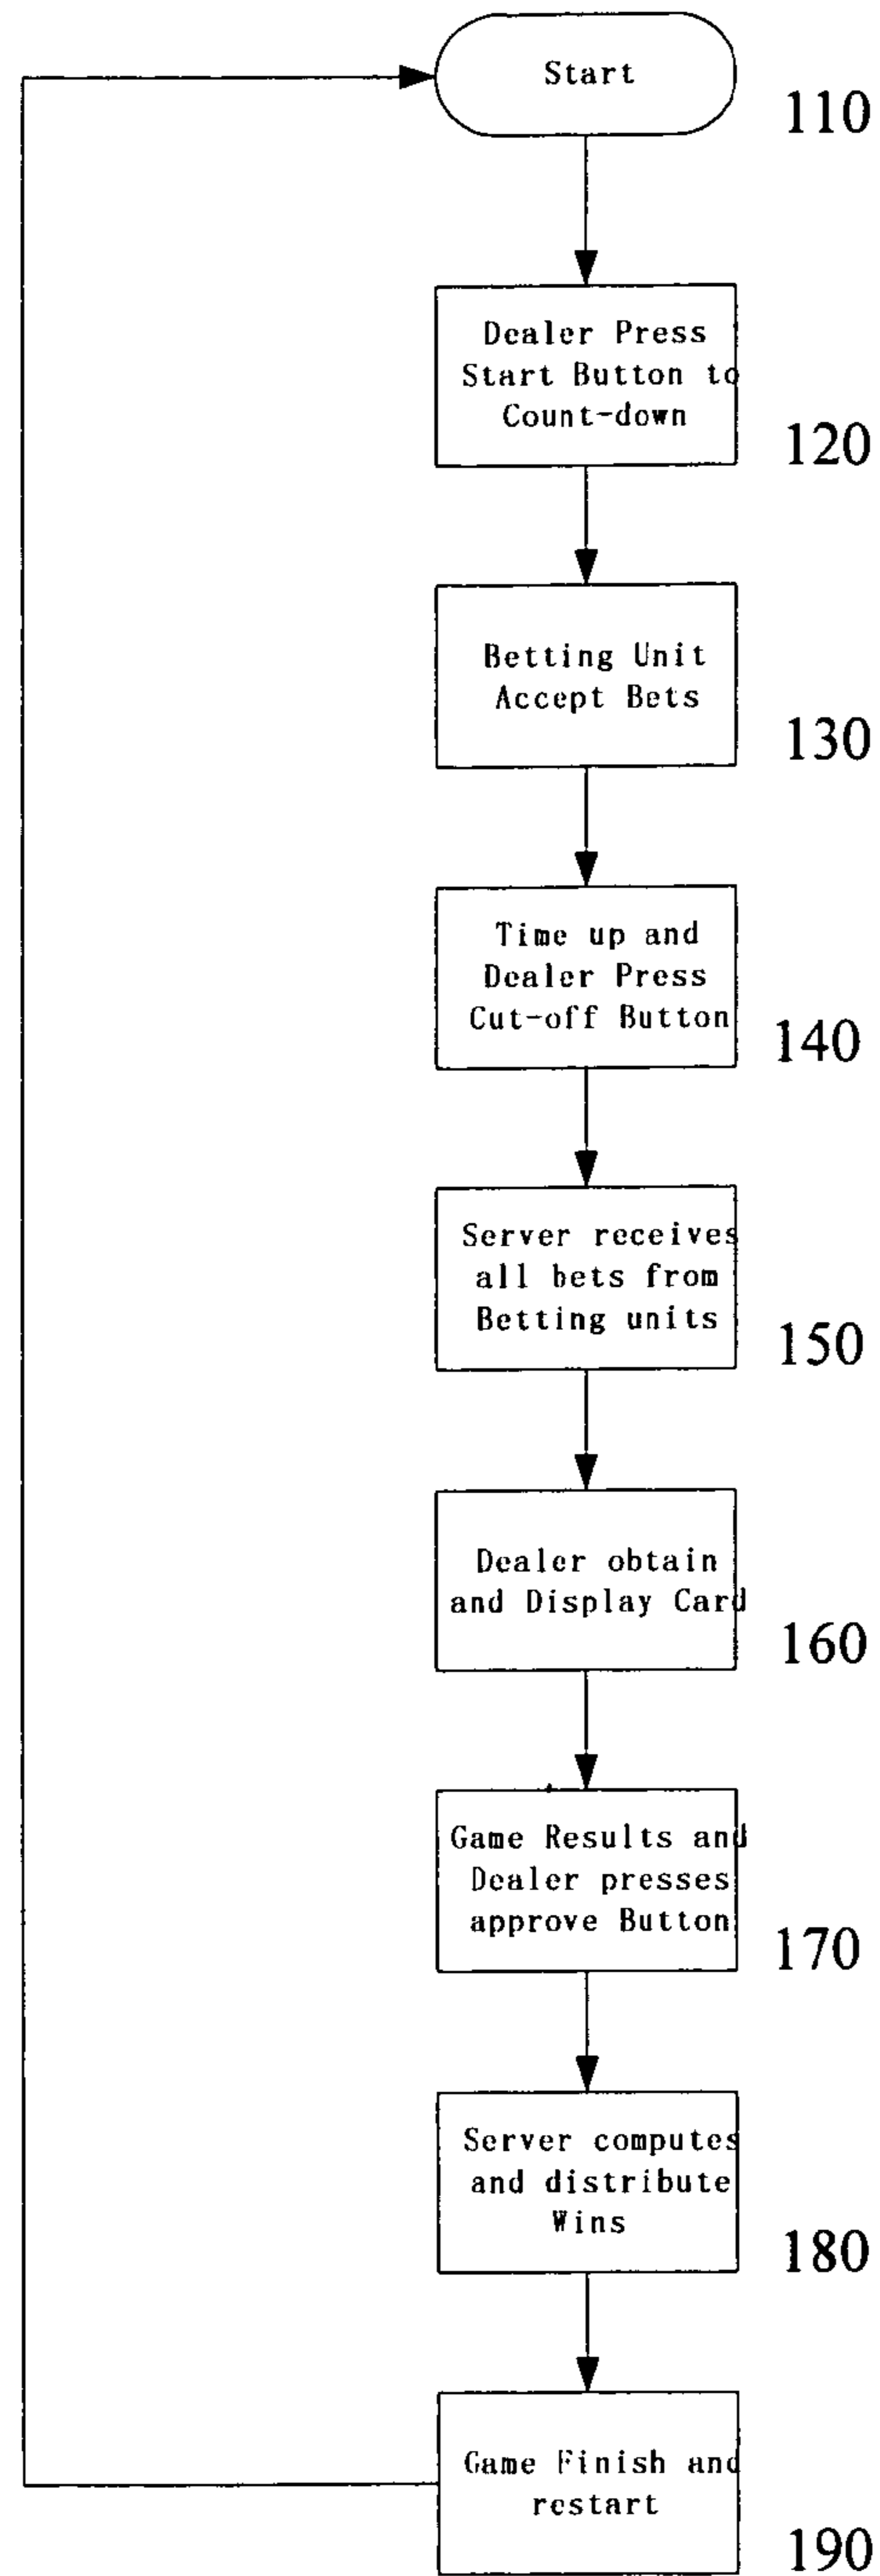 Start
110
Dealer Press
Start Button to
Count-down
120
Betting Unit
Accept Bets
130
Time up and
Dealer Press
Cut-off Button
140
Server receives
all bets from
Betting units
150
Dealer obtain
and Display Card
160
Game Results and
Dealer presses
approve Button
170
Server computes
and distribute
Wins
180
Game Finish and
restart
190